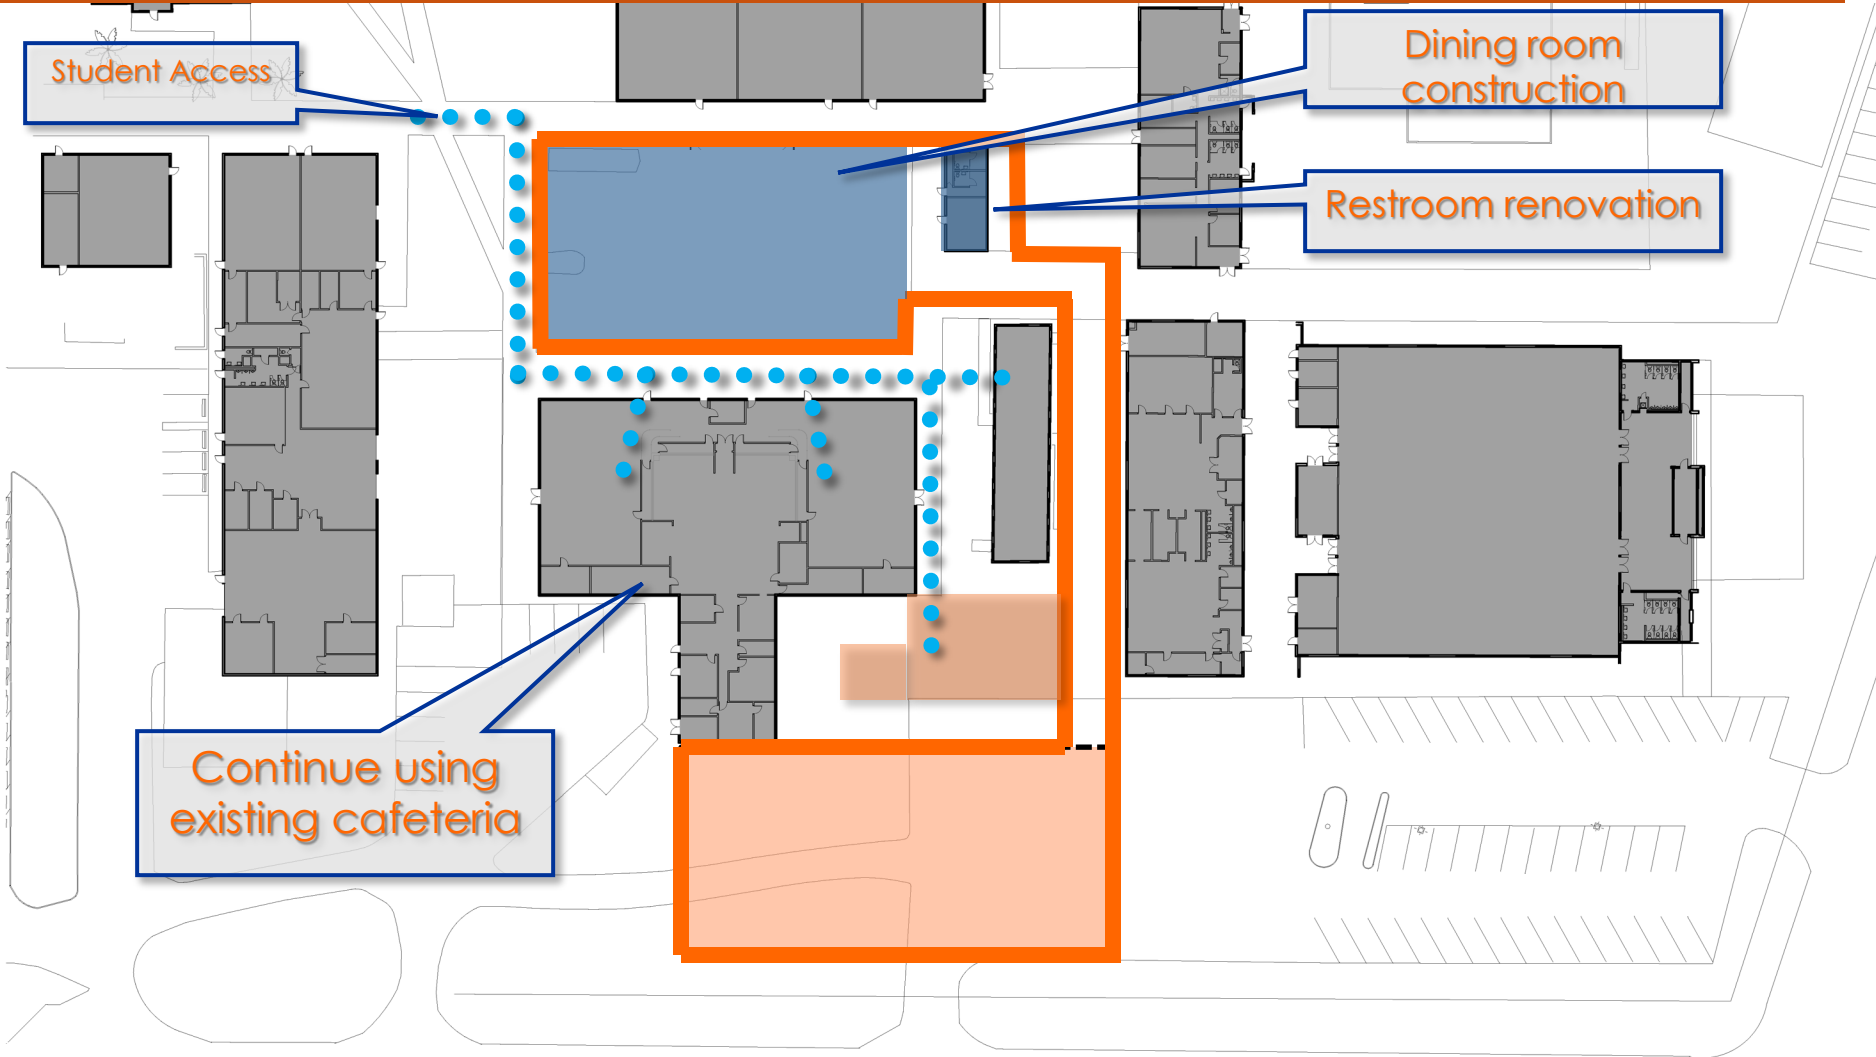 Student Access
Dining room
construction
Restroom renovation
Continue using
existing cafeteria